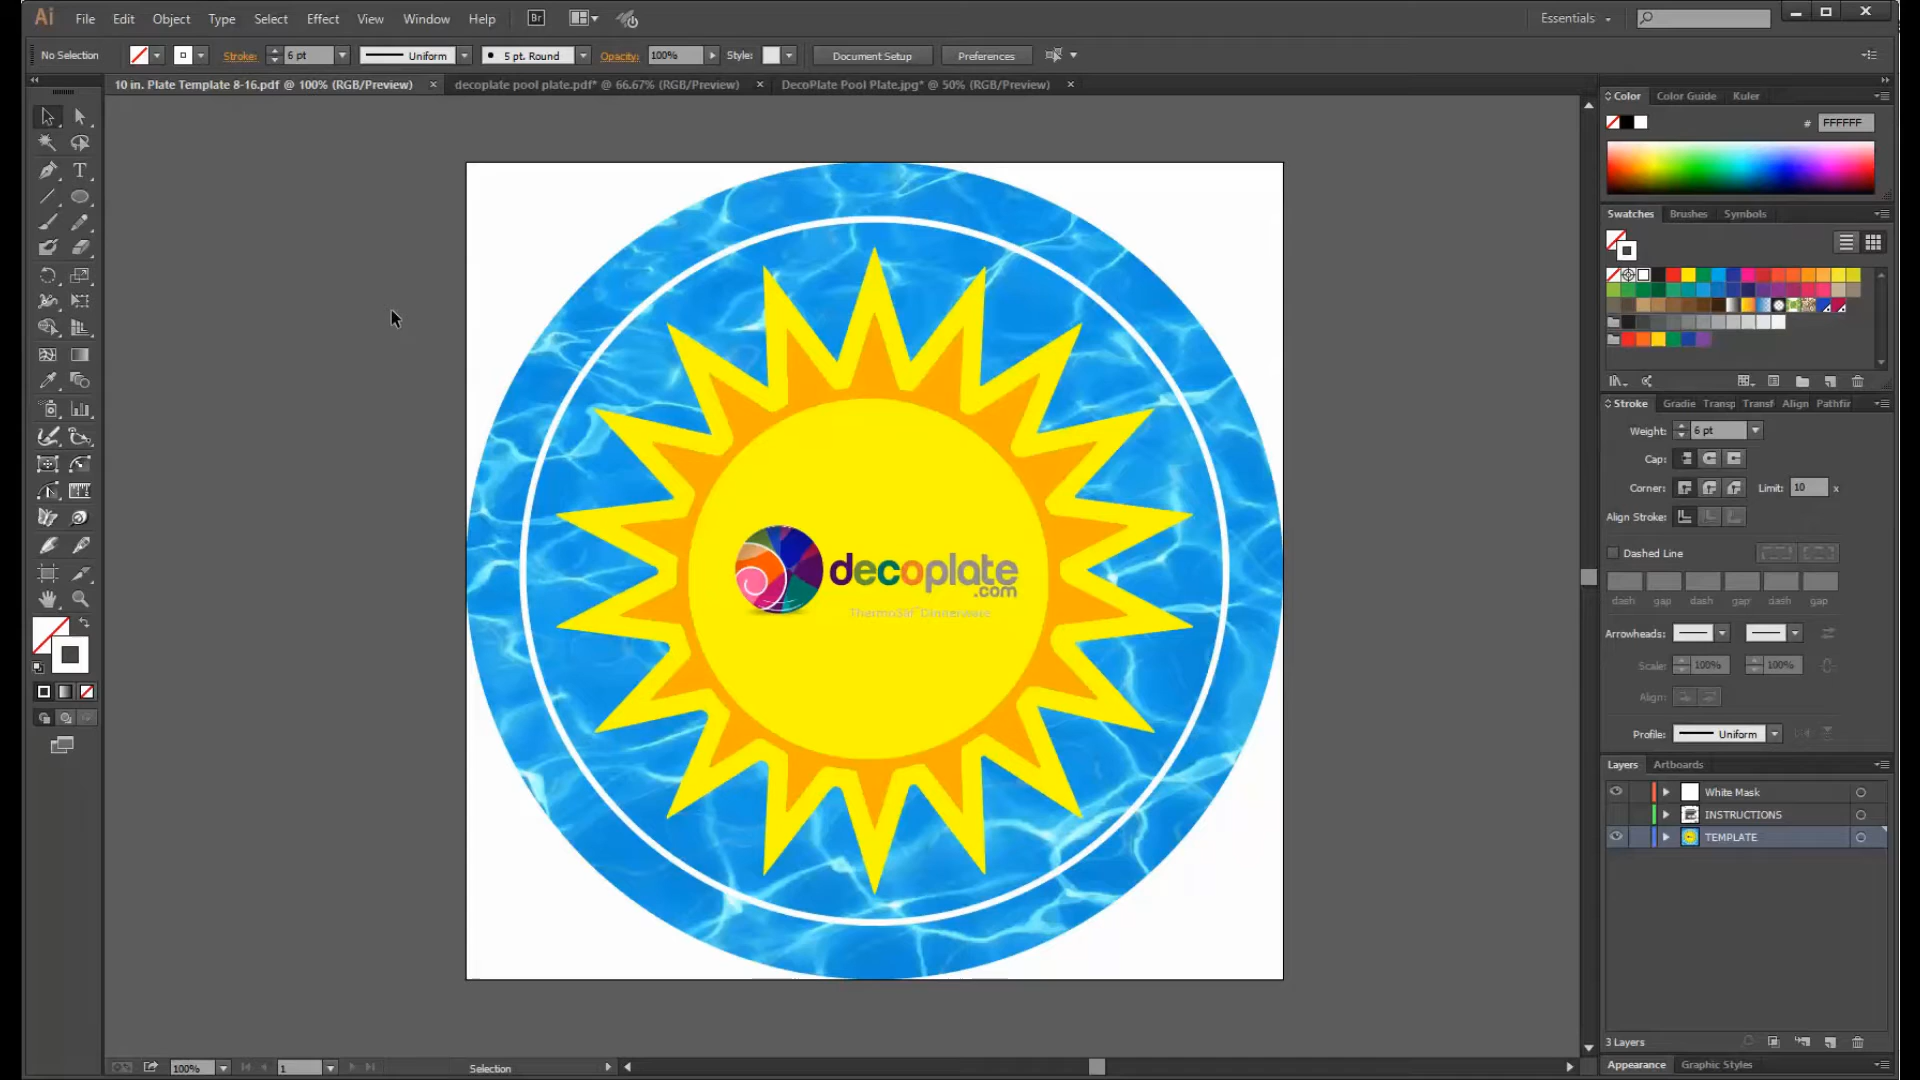 Ai File Edit Object Type Select Effect View Window Help Br Essentials
No Selection Stroke: 6 pt Uniform 5 pt. Round Opacity: 100% Style: Document Setup Preferences
10 in. Plate Template 8-16.pdf @ 100% (RGB/Preview) × decoplate pool plate.pdf* @ 66.67% (RGB/Preview) × DecoPlate Pool Plate.jpg* @ 50% (RGB/Preview) ×
Color Color Guide Kuler
# FFFFFF
Swatches Brushes Symbols
Stroke Gradie Transp Transf Align Pathfir
Weight: 6 pt
Cap:
Corner: Limit: 10 x
Align Stroke:
Dashed Line
dash gap dash gap dash gap
Arrowheads:
Scale: 100% 100%
Align:
Profile: Uniform
Layers Artboards
White Mask
INSTRUCTIONS
TEMPLATE
3 Layers
Appearance Graphic Styles
decoplate
.com
ThermoSāf Dinnerware
100% 1 Selection